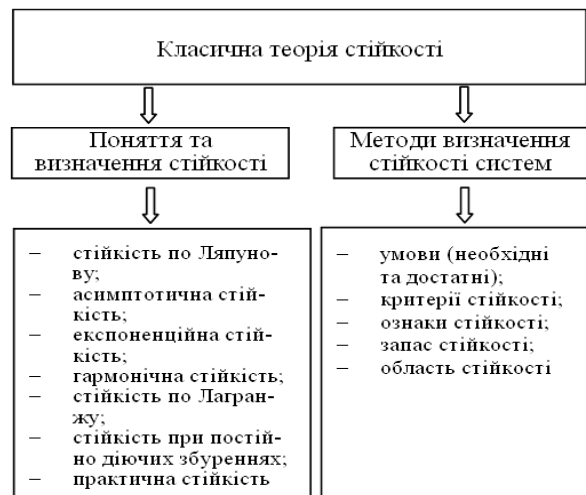 Класична теорія стійкості
Поняття та
визначення стійкості
Методи визначення
стійкості систем
– стійкість по Ляпуно-
ву;
– асимптотична стій-
кість;
– експоненційна стій-
кість;
– гармонічна стійкість;
– стійкість по Лагран-
жу;
– стійкість при постій-
но діючих збуреннях;
– практична стійкість
– умови (необхідні
та достатні);
– критерії стійкості;
– ознаки стійкості;
– запас стійкості;
– область стійкості